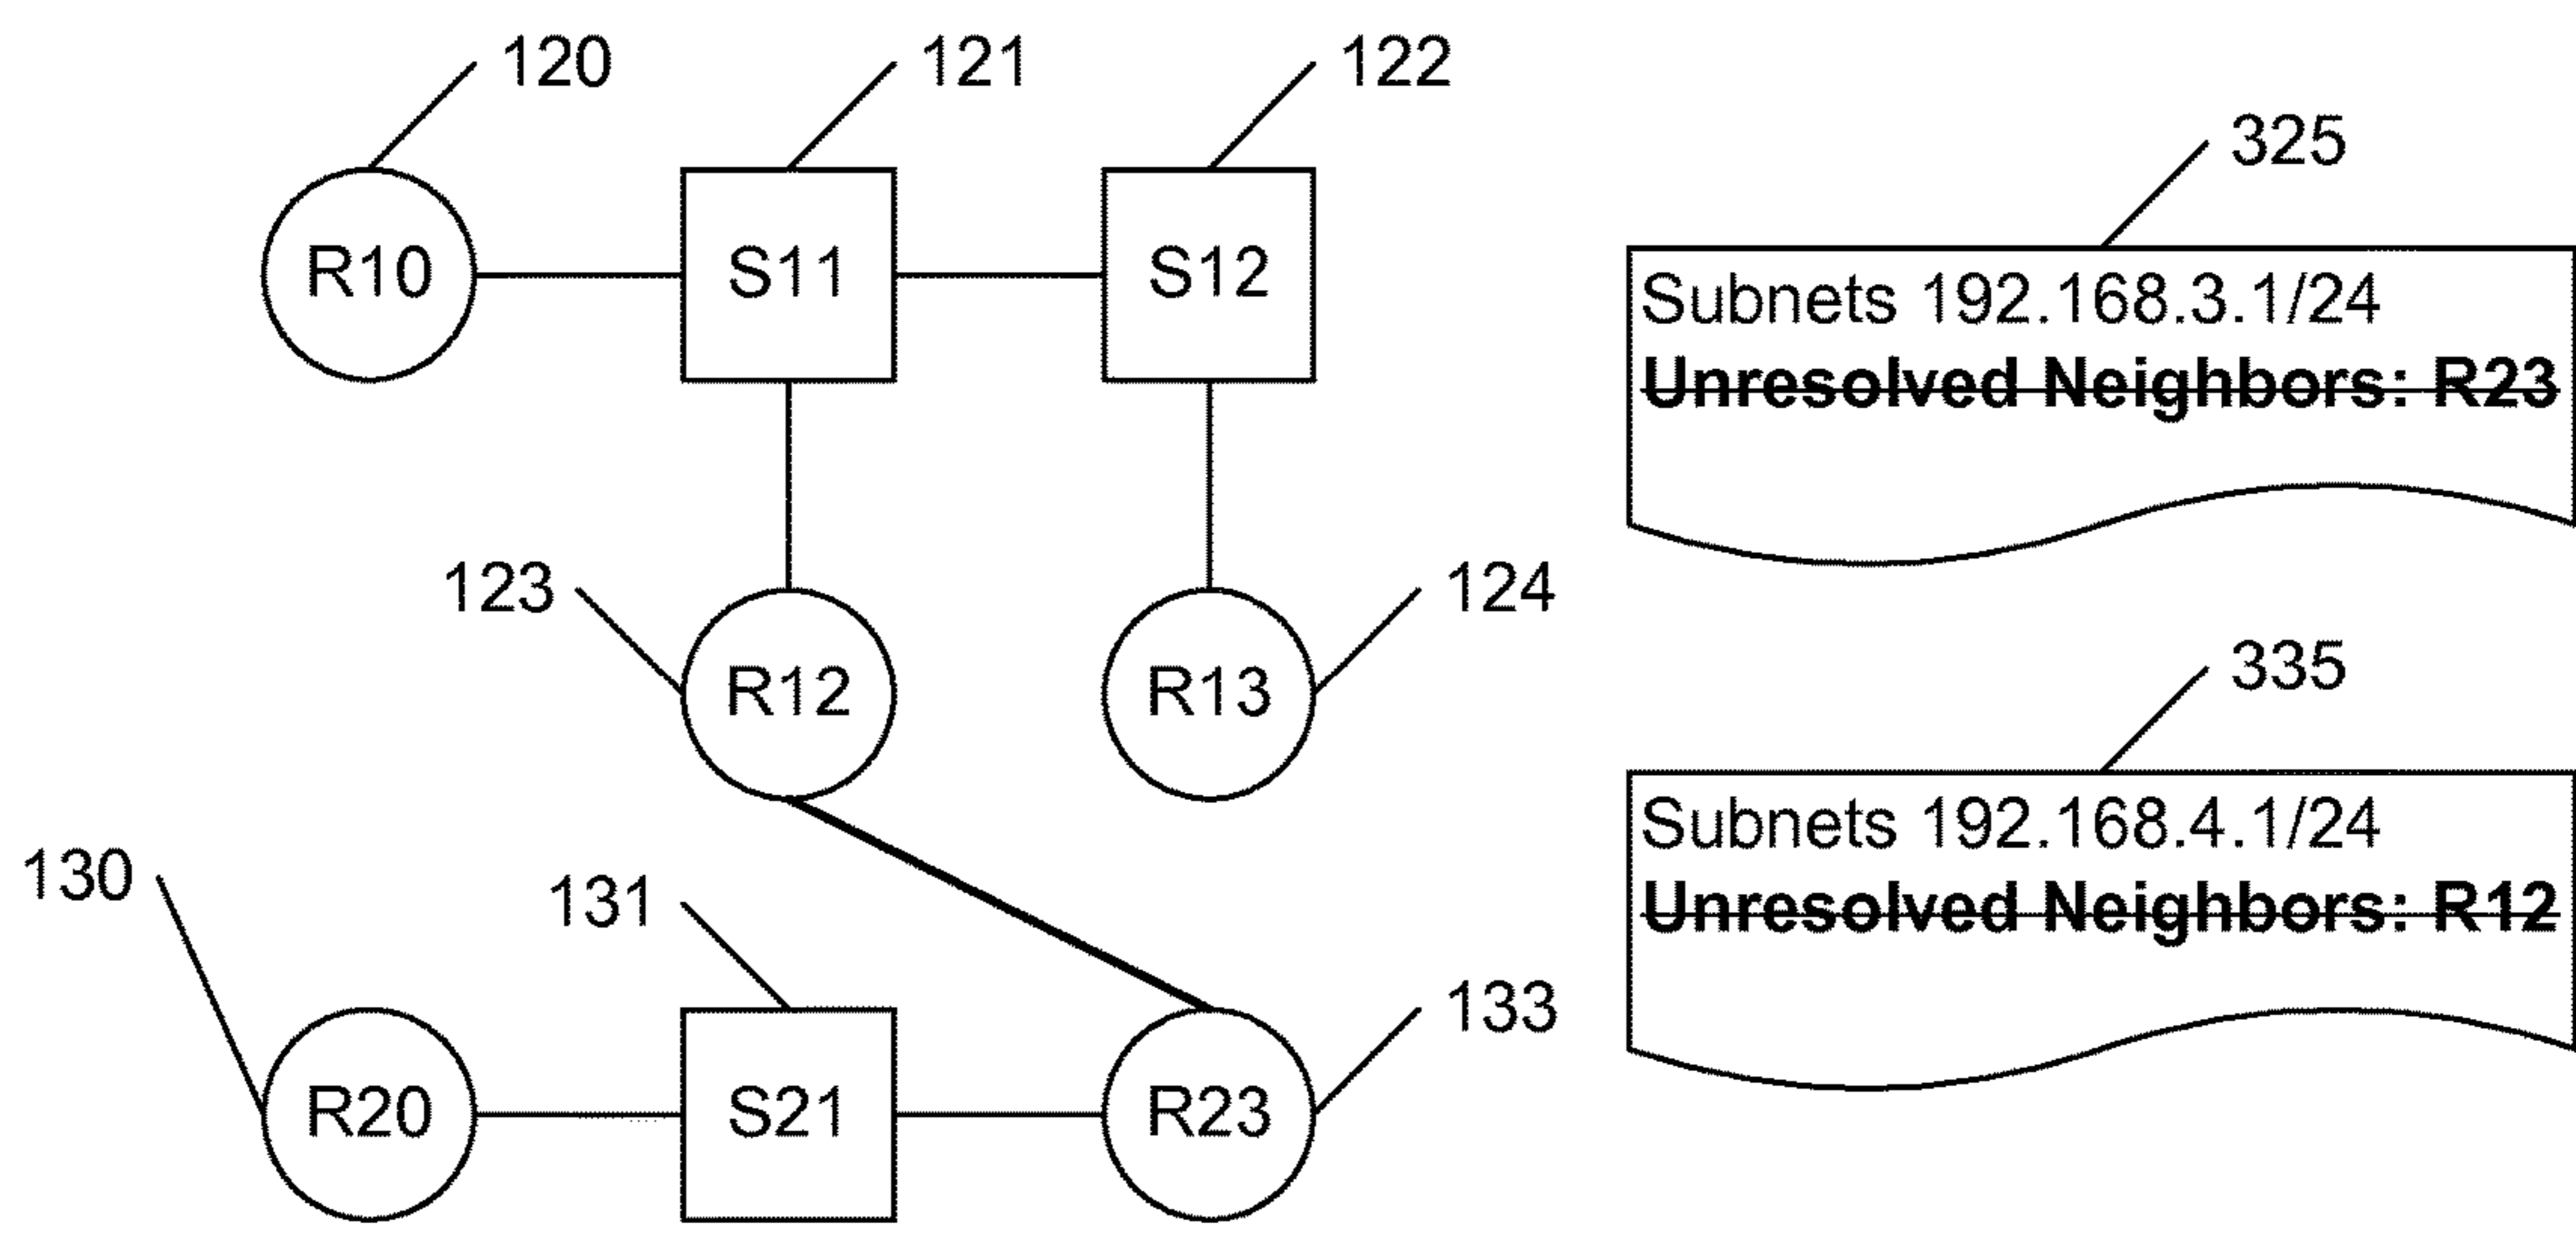 120
121
122
325
R10
S11
S12
Subnets 192.168.3.1/24
Unresolved Neighbors: R23
123
124
335
R12
R13
Subnets 192.168.4.1/24
Unresolved Neighbors: R12
130
131
133
R20
S21
R23